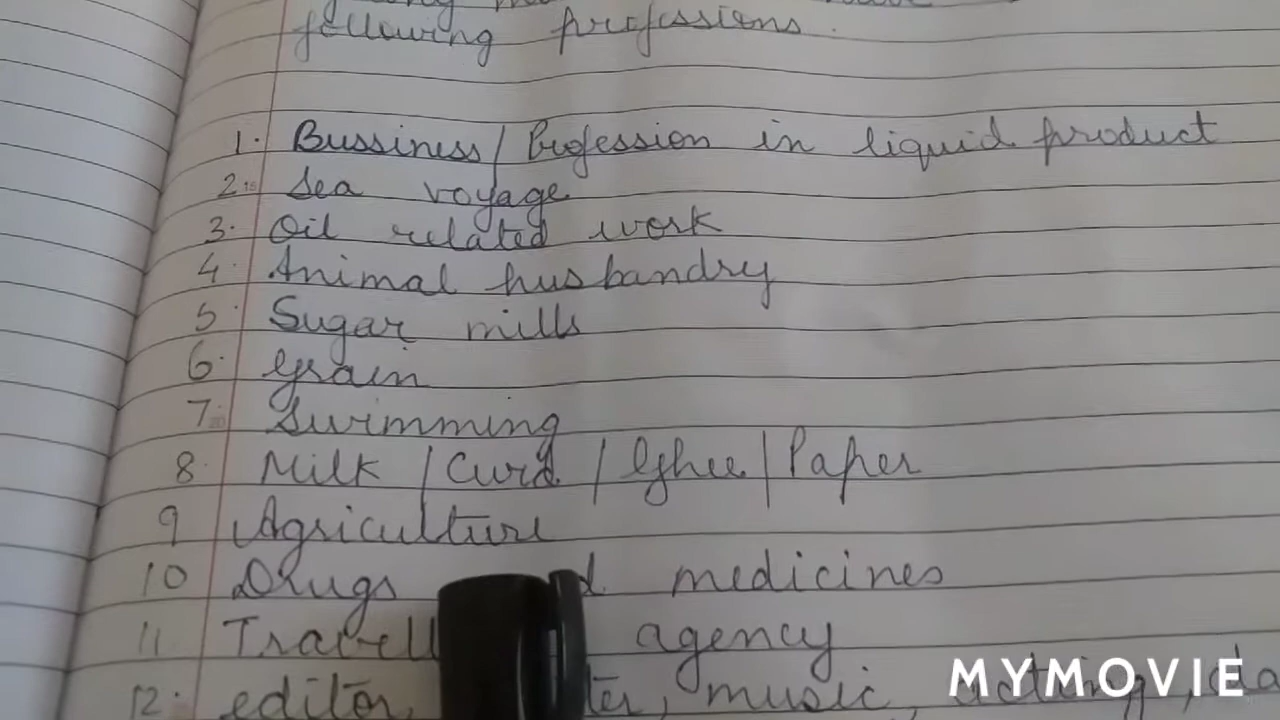 following professions.
1. Bussiness/Profession in liquid product
2. Sea voyage
3. Oil related work
4. Animal husbandry
5. Sugar mills
6. Grain
7. Swimming
8. Milk / Curd / Ghee / Paper
9 Agriculture
10 Drugs medicines
11 agency
12. editor, music, acting,
MYMOVIE